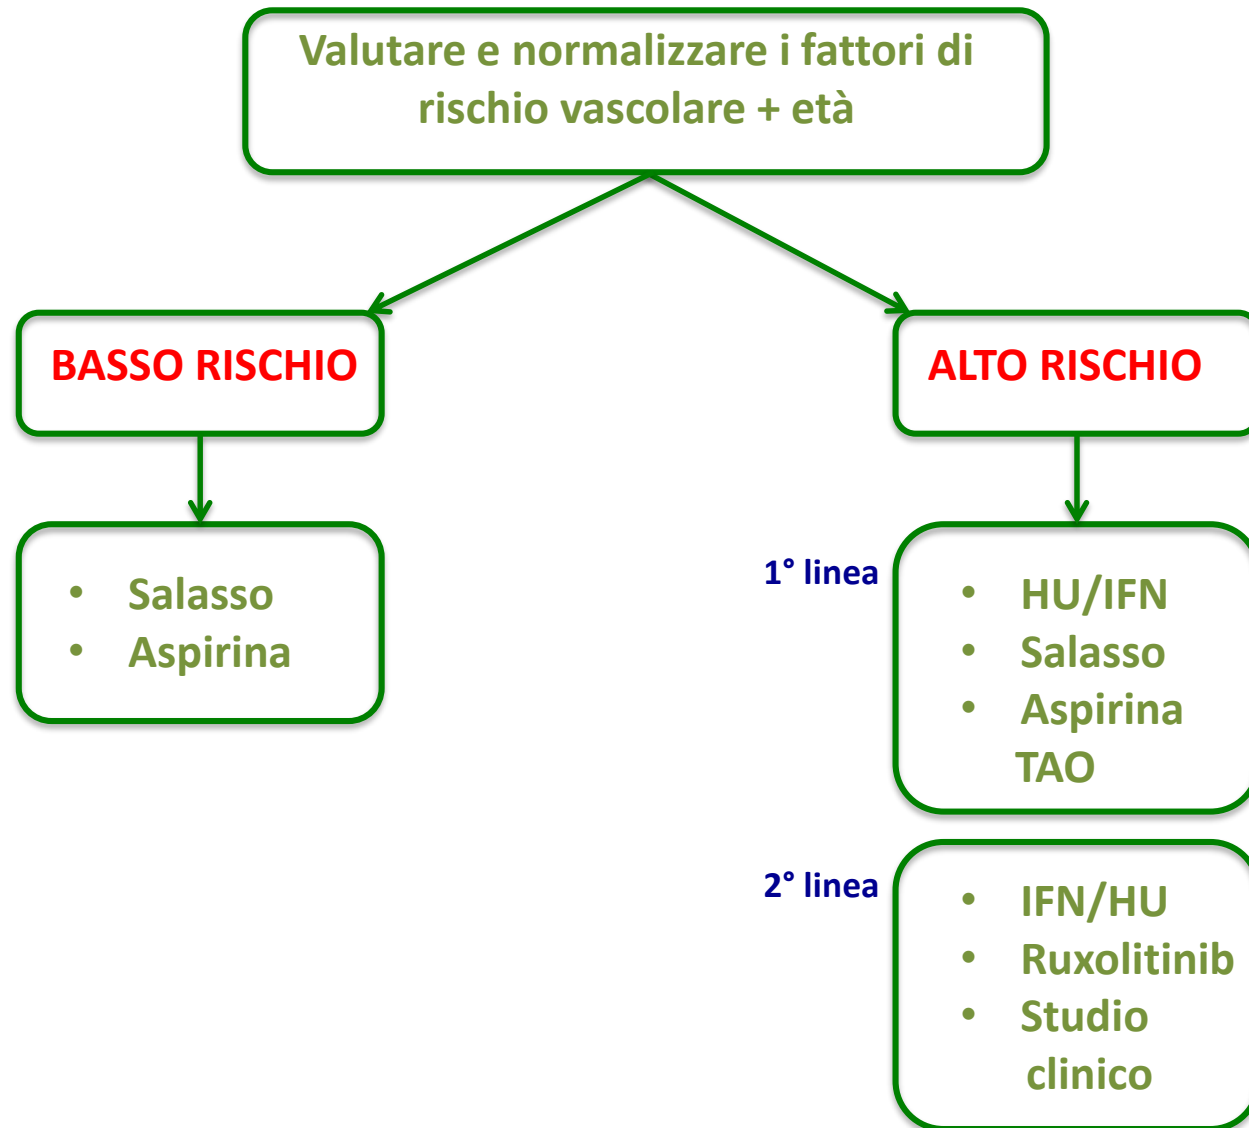 Valutare e normalizzare i fattori di
rischio vascolare + età
BASSO RISCHIO
ALTO RISCHIO
• Salasso
• Aspirina
1° linea
• HU/IFN
• Salasso
• Aspirina
TAO
2° linea
• IFN/HU
• Ruxolitinib
• Studio
clinico